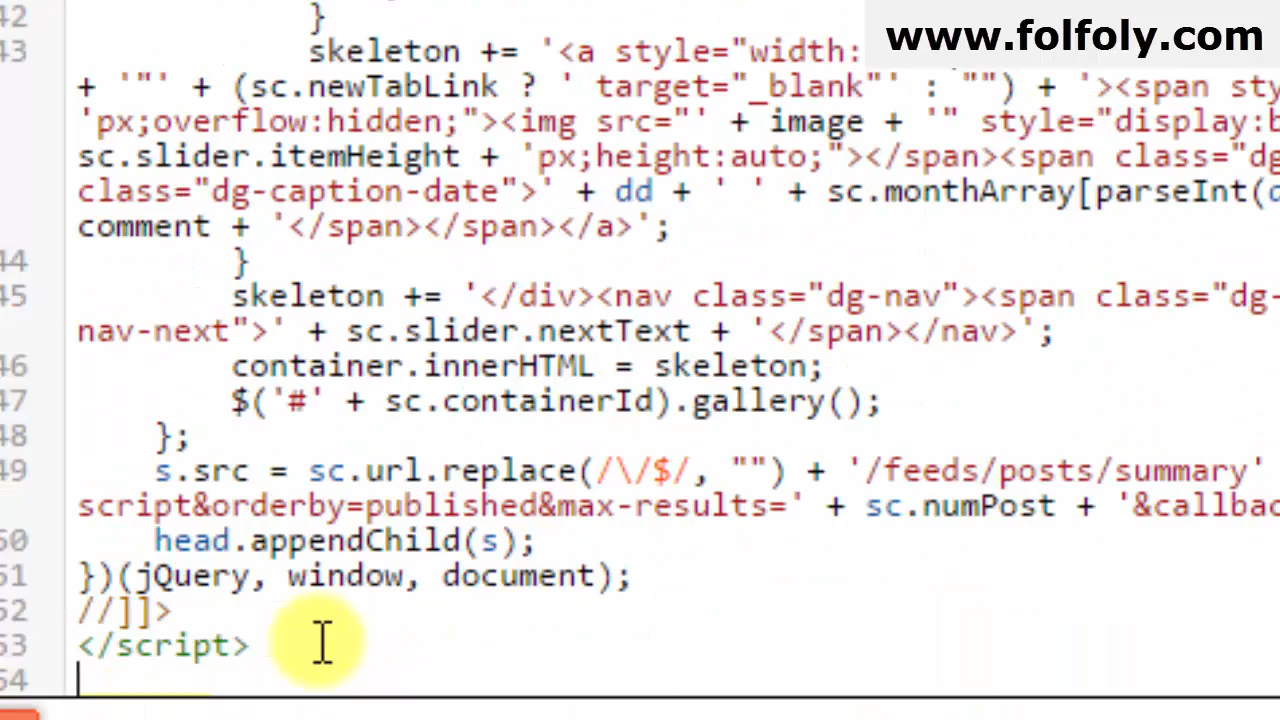 www.folfoly.com
42 }
43 skeleton += '<a style="width:
+ '"' + (sc.newTabLink ? ' target="_blank"' : "") + '><span sty
'px;overflow:hidden;"><img src="' + image + '" style="display:b
sc.slider.itemHeight + 'px;height:auto;"></span><span class="dg
class="dg-caption-date">' + dd + ' ' + sc.monthArray[parseInt(d
comment + '</span></span></a>';
44 }
45 skeleton += '</div><nav class="dg-nav"><span class="dg-
nav-next">' + sc.slider.nextText + '</span></nav>';
46 container.innerHTML = skeleton;
47 $('#' + sc.containerId).gallery();
48 };
49 s.src = sc.url.replace(/\/$/, "") + '/feeds/posts/summary'
script&orderby=published&max-results=' + sc.numPost + '&callbac
50 head.appendChild(s);
51 })(jQuery, window, document);
52 //]]>
53 </script>
54